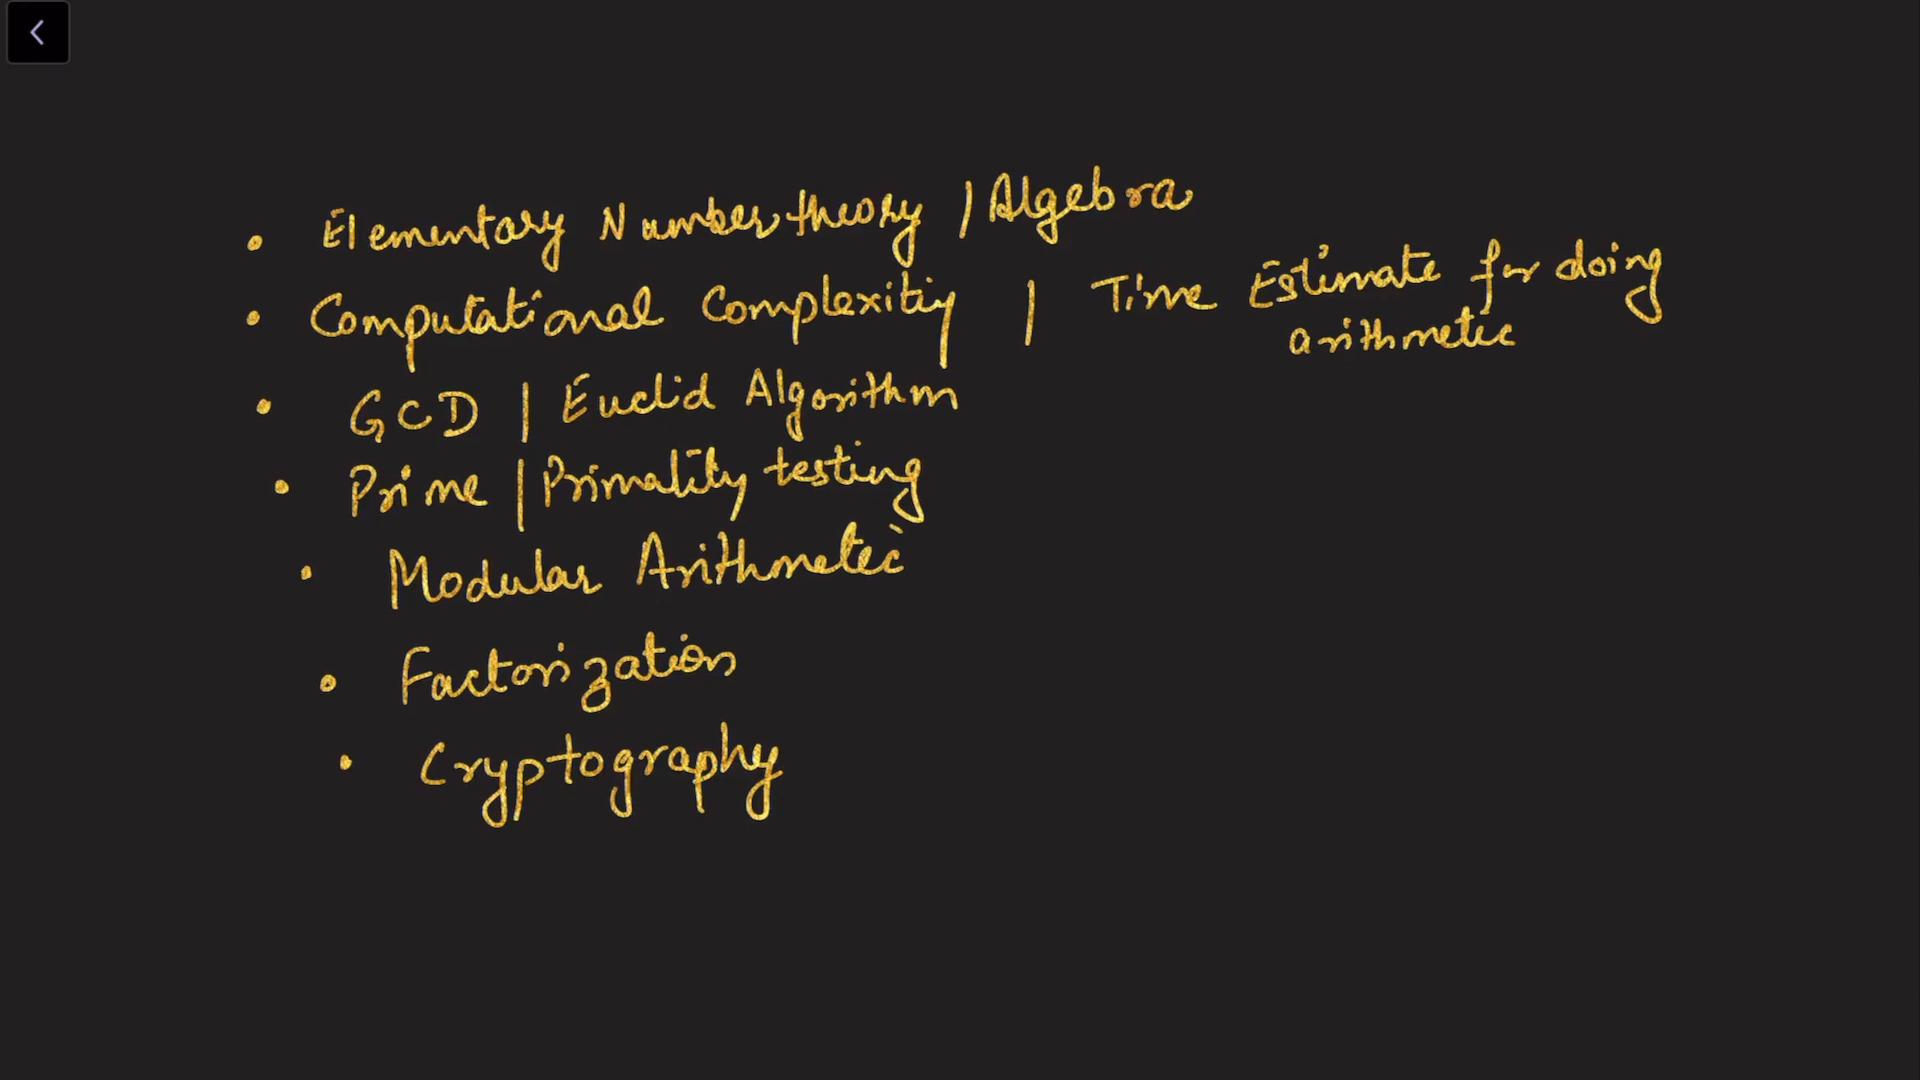 • Elementary Number theory | Algebra
• Computational Complexity | Time Estimate for doing
arithmetic
• GCD | Euclid Algorithm
• Prime | Primality testing
• Modular Arithmetic
• Factorization
• Cryptography